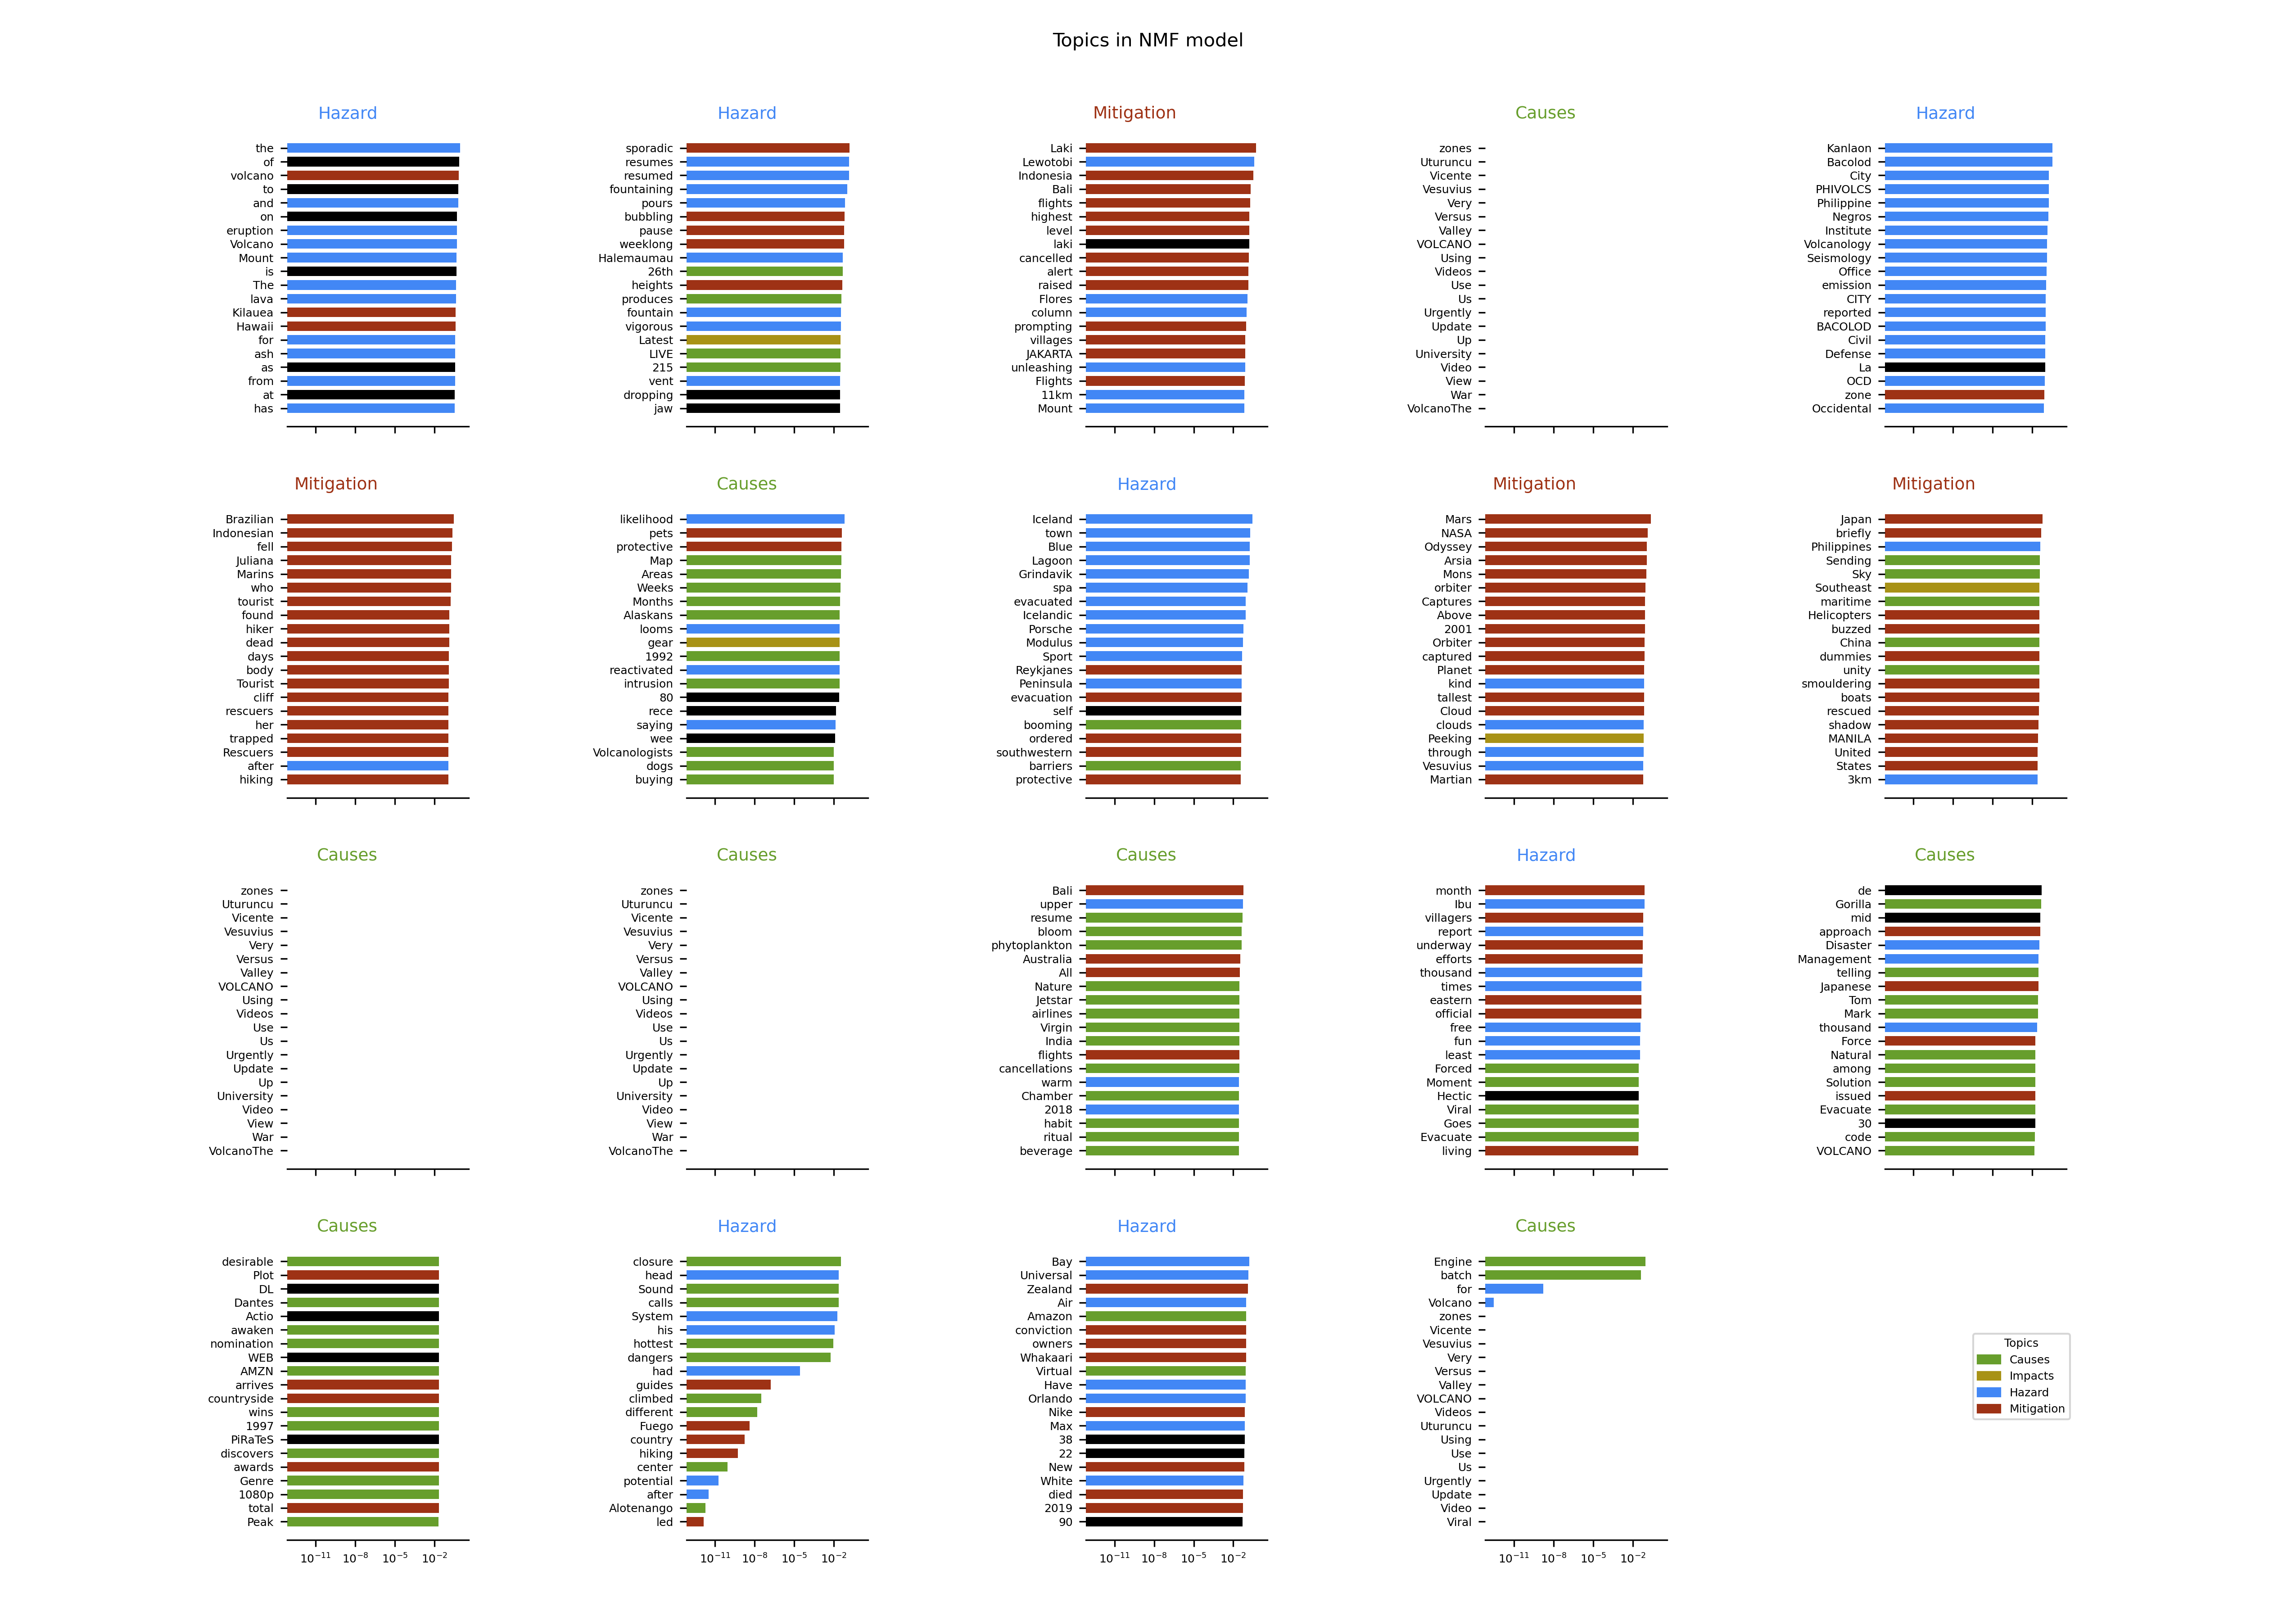 Topics in NMF model
Hazard
the
of
volcano
to
and
on
eruption
Volcano
Mount
is
The
lava
Kilauea
Hawaii
for
ash
as
from
at
has
Hazard
sporadic
resumes
resumed
fountaining
pours
bubbling
pause
weeklong
Halemaumau
26th
heights
produces
fountain
vigorous
Latest
LIVE
215
vent
dropping
jaw
Mitigation
Laki
Lewotobi
Indonesia
Bali
flights
highest
level
laki
cancelled
alert
raised
Flores
column
prompting
villages
JAKARTA
unleashing
Flights
11km
Mount
Causes
zones
Uturuncu
Vicente
Vesuvius
Very
Versus
Valley
VOLCANO
Using
Videos
Use
Us
Urgently
Update
Up
University
Video
View
War
VolcanoThe
Hazard
Kanlaon
Bacolod
City
PHIVOLCS
Philippine
Negros
Institute
Volcanology
Seismology
Office
emission
CITY
reported
BACOLOD
Civil
Defense
La
OCD
zone
Occidental
Mitigation
Brazilian
Indonesian
fell
Juliana
Marins
who
tourist
found
hiker
dead
days
body
Tourist
cliff
rescuers
her
trapped
Rescuers
after
hiking
Causes
likelihood
pets
protective
Map
Areas
Weeks
Months
Alaskans
looms
gear
1992
reactivated
intrusion
80
rece
saying
wee
Volcanologists
dogs
buying
Hazard
Iceland
town
Blue
Lagoon
Grindavik
spa
evacuated
Icelandic
Porsche
Modulus
Sport
Reykjanes
Peninsula
evacuation
self
booming
ordered
southwestern
barriers
protective
Mitigation
Mars
NASA
Odyssey
Arsia
Mons
orbiter
Captures
Above
2001
Orbiter
captured
Planet
kind
tallest
Cloud
clouds
Peeking
through
Vesuvius
Martian
Mitigation
Japan
briefly
Philippines
Sending
Sky
Southeast
maritime
Helicopters
buzzed
China
dummies
unity
smouldering
boats
rescued
shadow
MANILA
United
States
3km
Causes
zones
Uturuncu
Vicente
Vesuvius
Very
Versus
Valley
VOLCANO
Using
Videos
Use
Us
Urgently
Update
Up
University
Video
View
War
VolcanoThe
Causes
zones
Uturuncu
Vicente
Vesuvius
Very
Versus
Valley
VOLCANO
Using
Videos
Use
Us
Urgently
Update
Up
University
Video
View
War
VolcanoThe
Causes
Bali
upper
resume
bloom
phytoplankton
Australia
All
Nature
Jetstar
airlines
Virgin
India
flights
cancellations
warm
Chamber
2018
habit
ritual
beverage
Hazard
month
Ibu
villagers
report
underway
efforts
thousand
times
eastern
official
free
fun
least
Forced
Moment
Hectic
Viral
Goes
Evacuate
living
Causes
de
Gorilla
mid
approach
Disaster
Management
telling
Japanese
Tom
Mark
thousand
Force
Natural
among
Solution
issued
Evacuate
30
code
VOLCANO
Causes
desirable
Plot
DL
Dantes
Actio
awaken
nomination
WEB
AMZN
arrives
countryside
wins
1997
PiRaTeS
discovers
awards
Genre
1080p
total
Peak
10⁻¹¹ 10⁻⁸ 10⁻⁵ 10⁻²
Hazard
closure
head
Sound
calls
System
his
hottest
dangers
had
guides
climbed
different
Fuego
country
hiking
center
potential
after
Alotenango
led
10⁻¹¹ 10⁻⁸ 10⁻⁵ 10⁻²
Hazard
Bay
Universal
Zealand
Air
Amazon
conviction
owners
Whakaari
Virtual
Have
Orlando
Nike
Max
38
22
New
White
died
2019
90
10⁻¹¹ 10⁻⁸ 10⁻⁵ 10⁻²
Causes
Engine
batch
for
Volcano
zones
Vicente
Vesuvius
Very
Versus
Valley
VOLCANO
Videos
Uturuncu
Using
Use
Us
Urgently
Update
Video
Viral
10⁻¹¹ 10⁻⁸ 10⁻⁵ 10⁻²
Topics
Causes
Impacts
Hazard
Mitigation